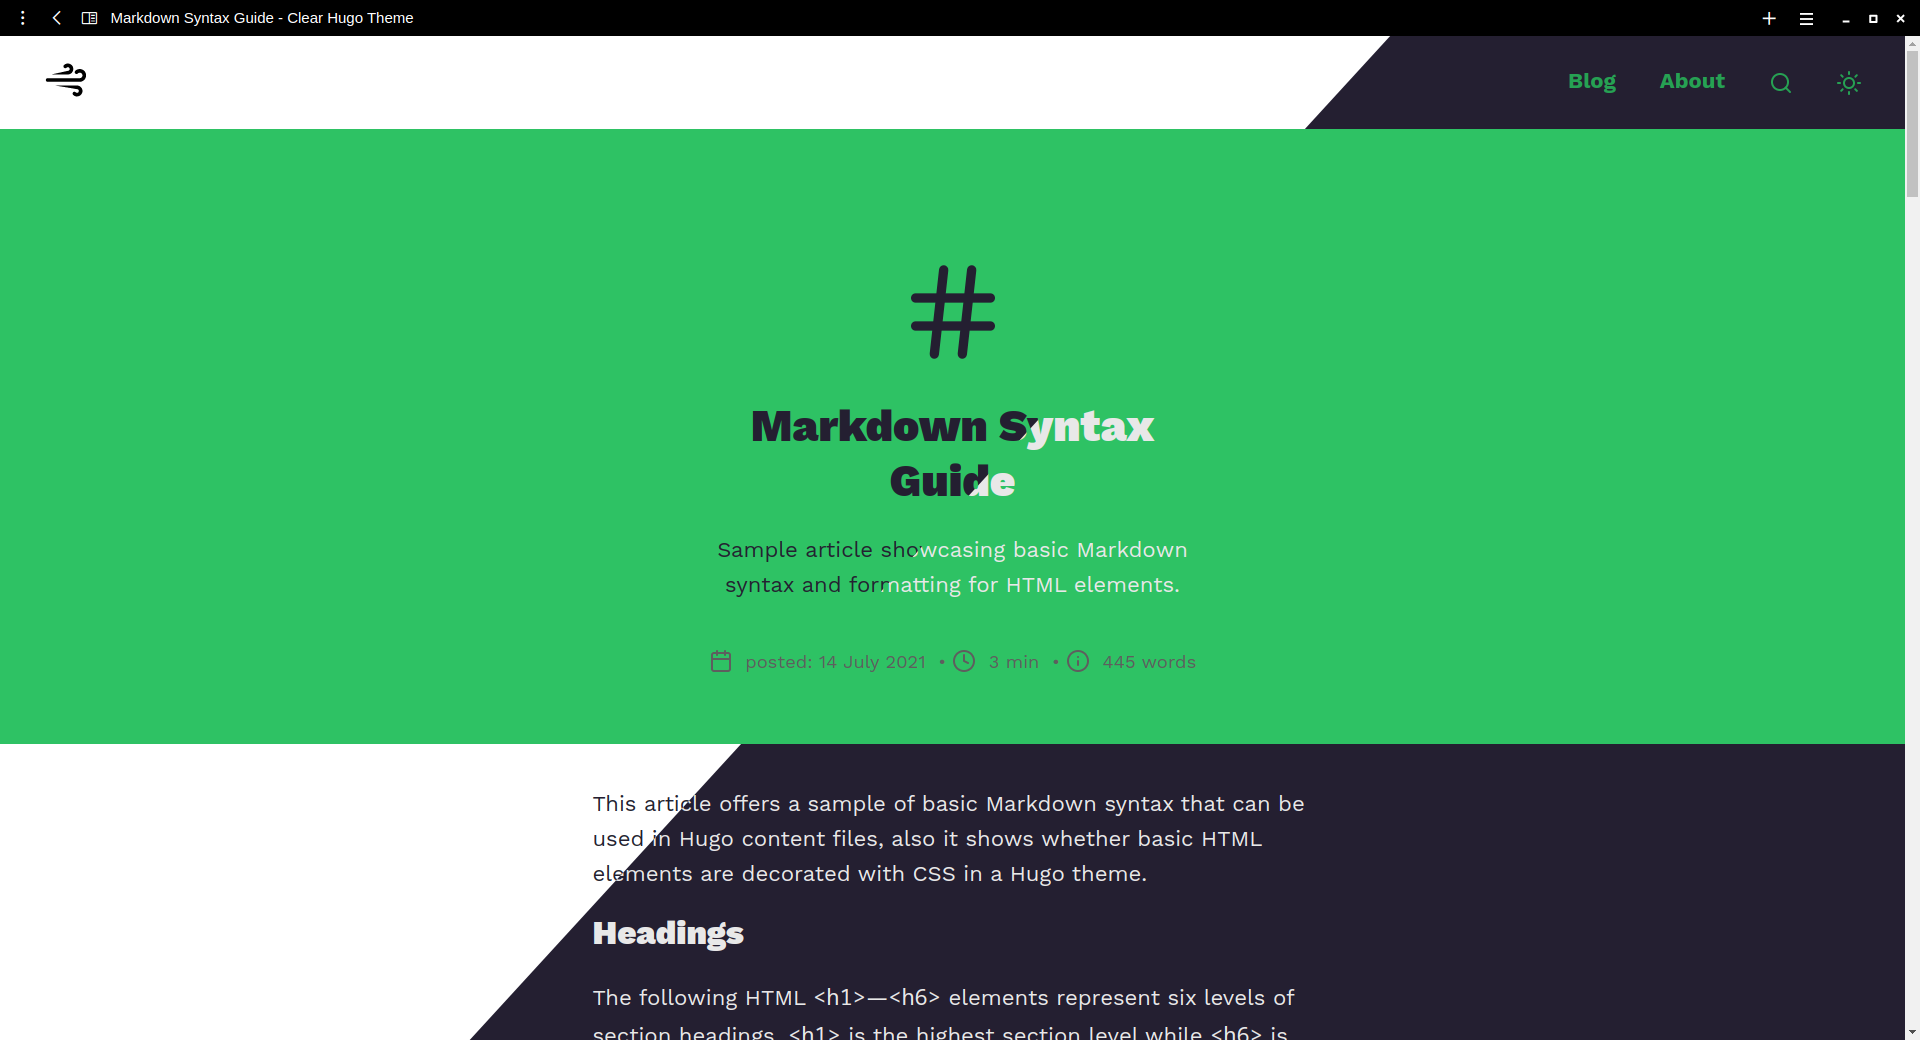 Markdown Syntax Guide - Clear Hugo Theme
Blog About
Markdown Syntax
Guide
Sample article showcasing basic Markdown
syntax and formatting for HTML elements.
posted: 14 July 2021 • 3 min • 445 words
This article offers a sample of basic Markdown syntax that can be
used in Hugo content files, also it shows whether basic HTML
elements are decorated with CSS in a Hugo theme.
Headings
The following HTML <h1>—<h6> elements represent six levels of
section headings. <h1> is the highest section level while <h6> is